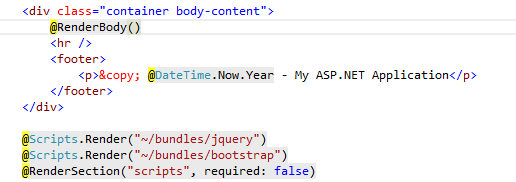 <div class="container body-content">
@RenderBody()
<hr />
<footer>
<p>&copy; @DateTime.Now.Year - My ASP.NET Application</p>
</footer>
</div>
@Scripts.Render("~/bundles/jquery")
@Scripts.Render("~/bundles/bootstrap")
@RenderSection("scripts", required: false)